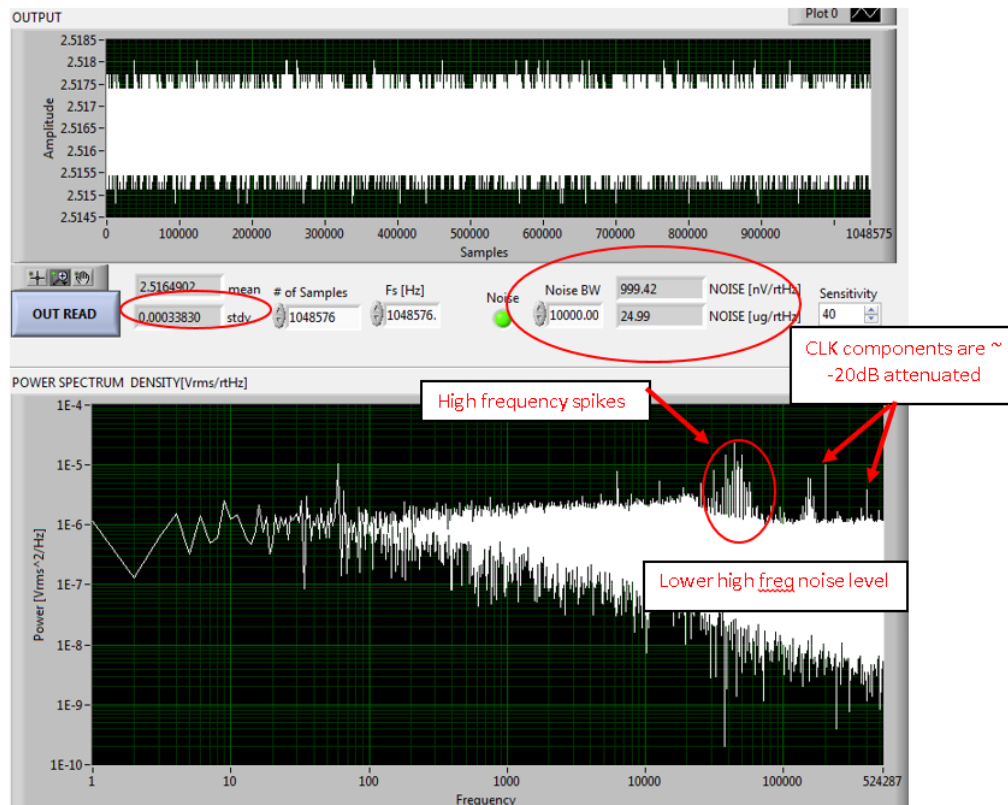 OUTPUT
Plot 0
2.5185
2.518
2.5175
2.517
2.5165
2.516
2.5155
2.515
2.5145
Amplitude
0 100000 200000 300000 400000 500000 600000 700000 800000 900000 1048575
Samples
OUT READ
2.5164902 mean
0.00033830 stdv
# of Samples
1048576
Fs [Hz]
1048576.
Noise
Noise BW
10000.00
999.42 NOISE [nV/rtHz]
24.99 NOISE [ug/rtHz]
Sensitivity
40
CLK components are ~
-20dB attenuated
POWER SPECTRUM DENSITY[Vrms/rtHz]
High frequency spikes
Lower high freq noise level
1E-4
1E-5
1E-6
1E-7
1E-8
1E-9
1E-10
Power [Vrms^2/Hz]
1 10 100 1000 10000 100000 524287
Frequency